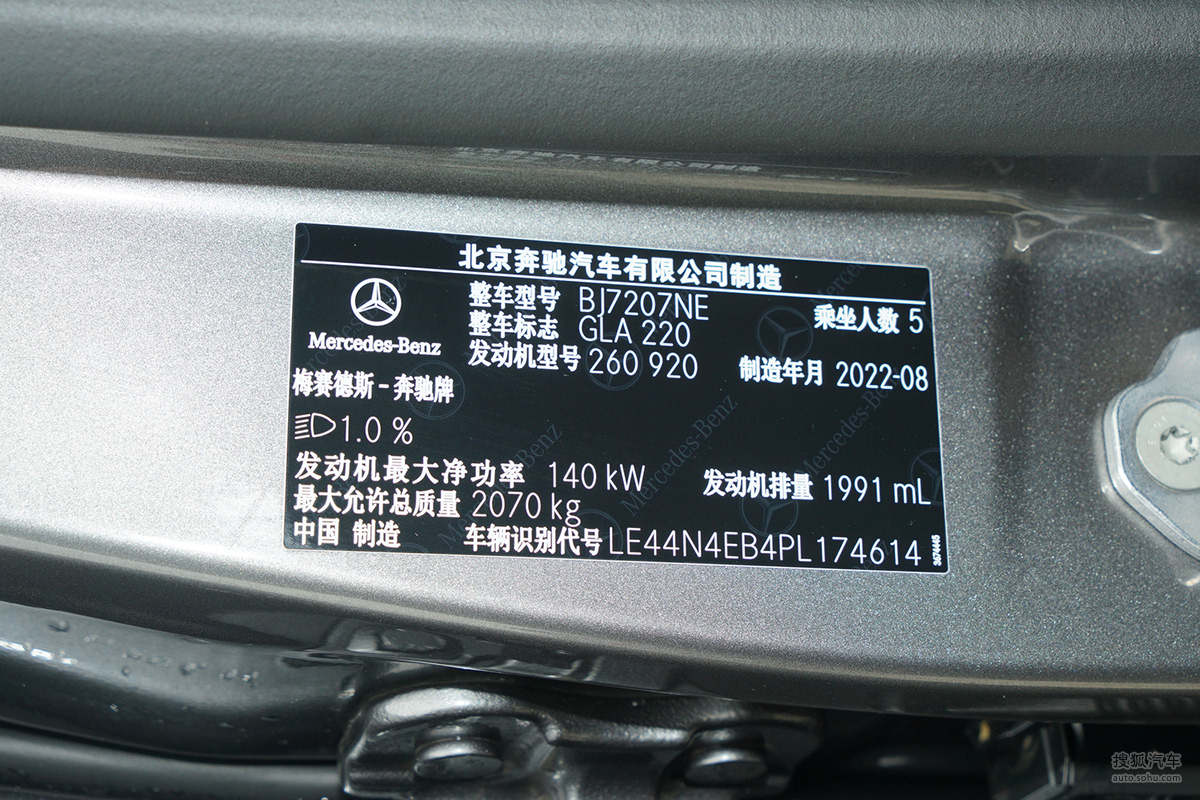 北京奔驰汽车有限公司制造
Mercedes-Benz
梅赛德斯-奔驰牌
整车型号 BJ7207NE
整车标志 GLA 220
发动机型号 260 920
乘坐人数 5
制造年月 2022-08
1.0 %
发动机最大净功率 140 kW
发动机排量 1991 mL
最大允许总质量 2070 kg
中国 制造
车辆识别代号 LE44N4EB4PL174614
搜狐汽车
auto.sohu.com